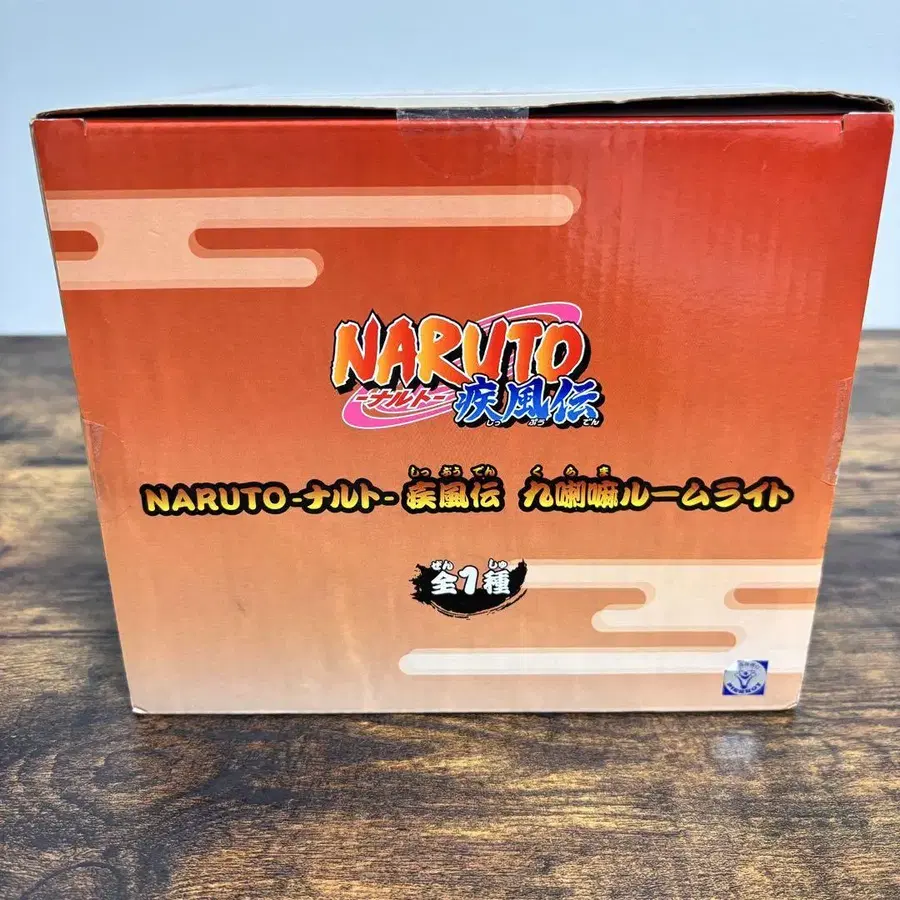 NARUTO
-ナルト-
疾風伝
しっ ぷう でん
しっ ぷう でん く ら ま
NARUTO-ナルト- 疾風伝 九喇嘛ルームライト
ぜん しゅ
全1種
PIERROT